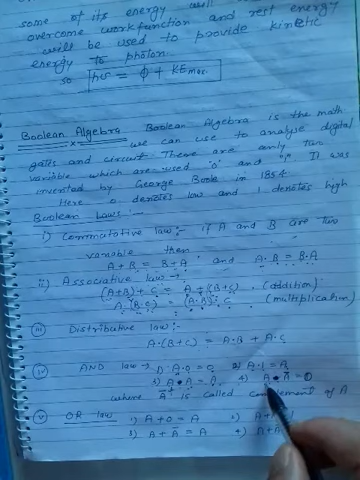 some of its energy will
overcome workfunction and rest energy
will be used to provide kinetic
energy to photon.
so hν = φ + KEmax.
Boolean Algebra Boolean Algebra is the math.
we can use to analyse digital
gates and circuit There are only two
variable which are used '0' and "1". It was
invented by George Boole in 1854
Here 0 denotes low and 1 denotes high
Boolean Laws:-
i) Commutative law:- if A and B are two
variable then
A+B = B+A, and A.B = B.A
ii) Associative law →
(A+B)+C = A+(B+C), (addition)
A.(B.C) = (A.B).C (multiplication)
iii) Distributive law:-
A.(B+C) = A.B + A.C
iv) AND law → 1) A.0 = 0 2) A.1 = A
3) A.A = A. 4) A.Ā = 0
where Ā is called complement of A
v) OR law 1) A+0 = A 2)
3) A+A = A 4)